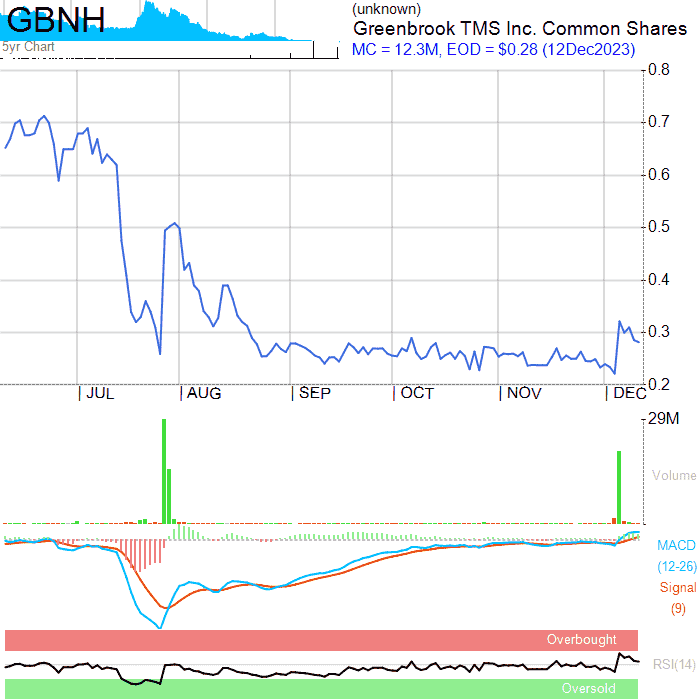 GBNH
(unknown)
Greenbrook TMS Inc. Common Shares
5yr Chart
MC = 12.3M, EOD = $0.28 (12Dec2023)
0.8
0.7
0.6
0.5
0.4
0.3
0.2
JUL AUG SEP OCT NOV DEC
29M
Volume
MACD
(12-26)
Signal
(9)
Overbought
RSI(14)
Oversold